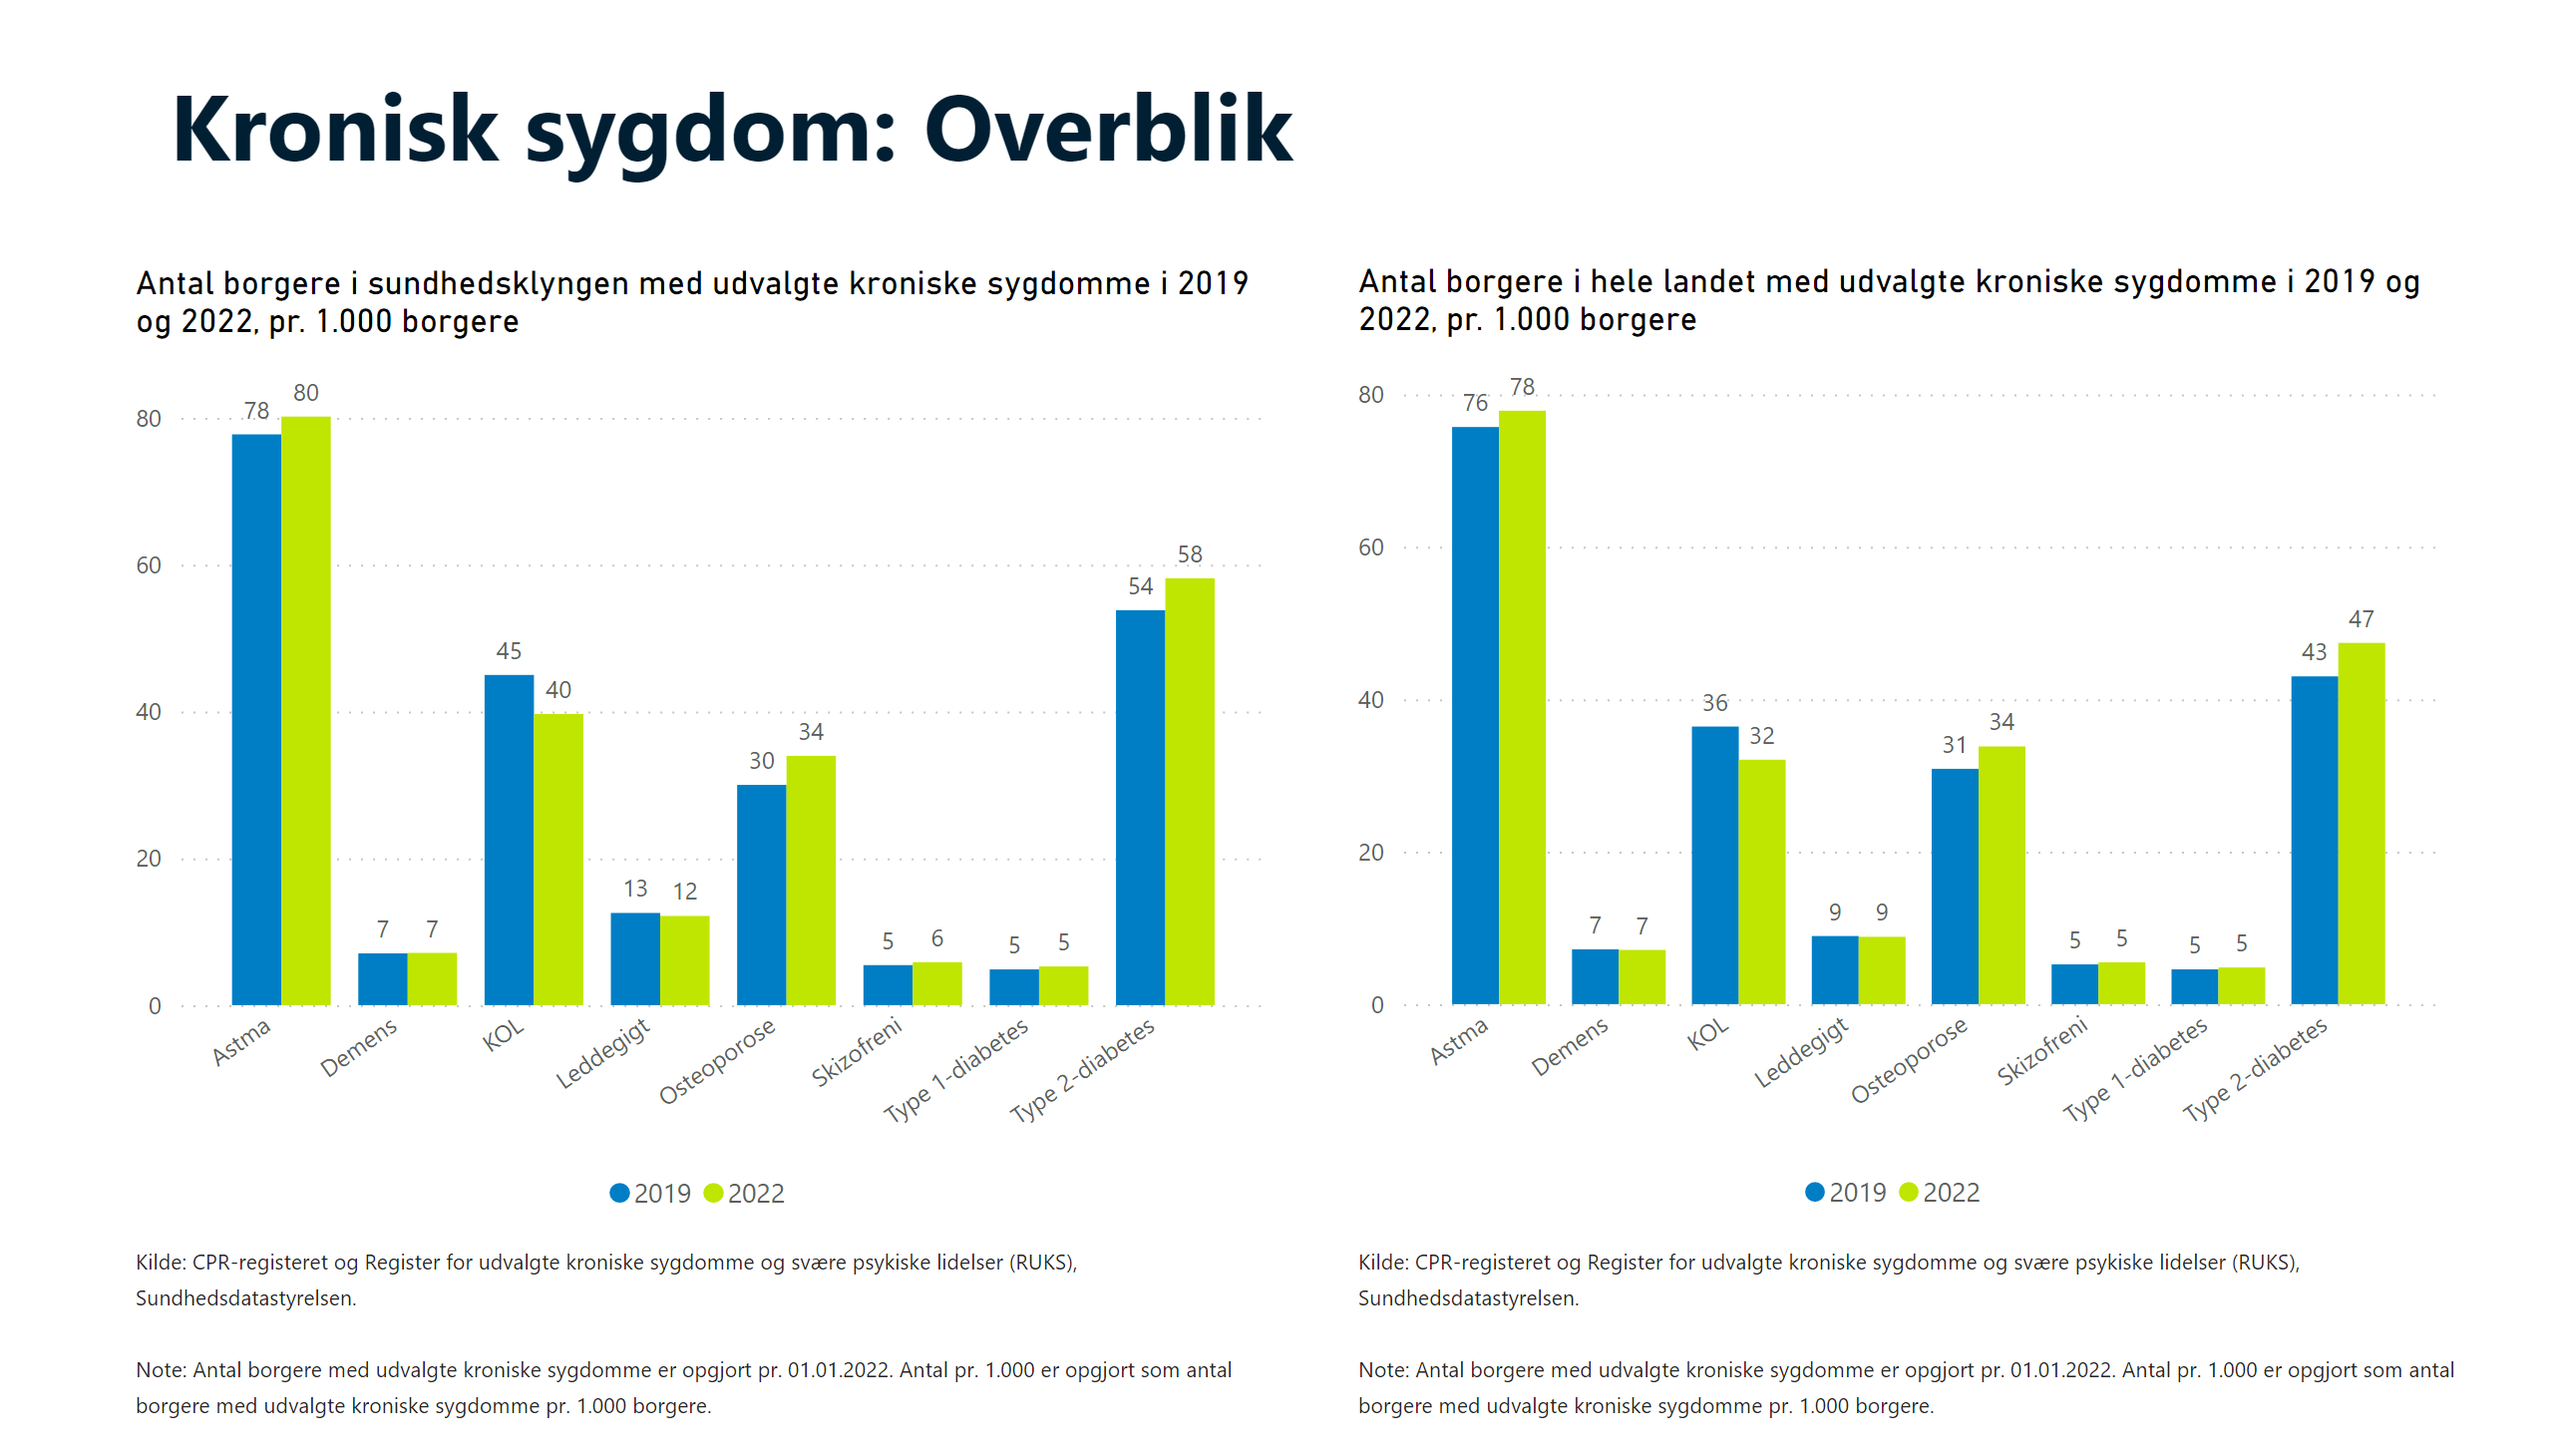 Kronisk sygdom: Overblik
Antal borgere i sundhedsklyngen med udvalgte kroniske sygdomme i 2019
og 2022, pr. 1.000 borgere
80
60
40
20
0
78
80
7
7
45
40
13
12
30
34
5
6
5
5
54
58
Astma
Demens
KOL
Leddegigt
Osteoporose
Skizofreni
Type 1-diabetes
Type 2-diabetes
2019 2022
Kilde: CPR-registeret og Register for udvalgte kroniske sygdomme og svære psykiske lidelser (RUKS),
Sundhedsdatastyrelsen.
Note: Antal borgere med udvalgte kroniske sygdomme er opgjort pr. 01.01.2022. Antal pr. 1.000 er opgjort som antal
borgere med udvalgte kroniske sygdomme pr. 1.000 borgere.
Antal borgere i hele landet med udvalgte kroniske sygdomme i 2019 og
2022, pr. 1.000 borgere
80
60
40
20
0
76
78
7
7
36
32
9
9
31
34
5
5
5
5
43
47
Astma
Demens
KOL
Leddegigt
Osteoporose
Skizofreni
Type 1-diabetes
Type 2-diabetes
2019 2022
Kilde: CPR-registeret og Register for udvalgte kroniske sygdomme og svære psykiske lidelser (RUKS),
Sundhedsdatastyrelsen.
Note: Antal borgere med udvalgte kroniske sygdomme er opgjort pr. 01.01.2022. Antal pr. 1.000 er opgjort som antal
borgere med udvalgte kroniske sygdomme pr. 1.000 borgere.